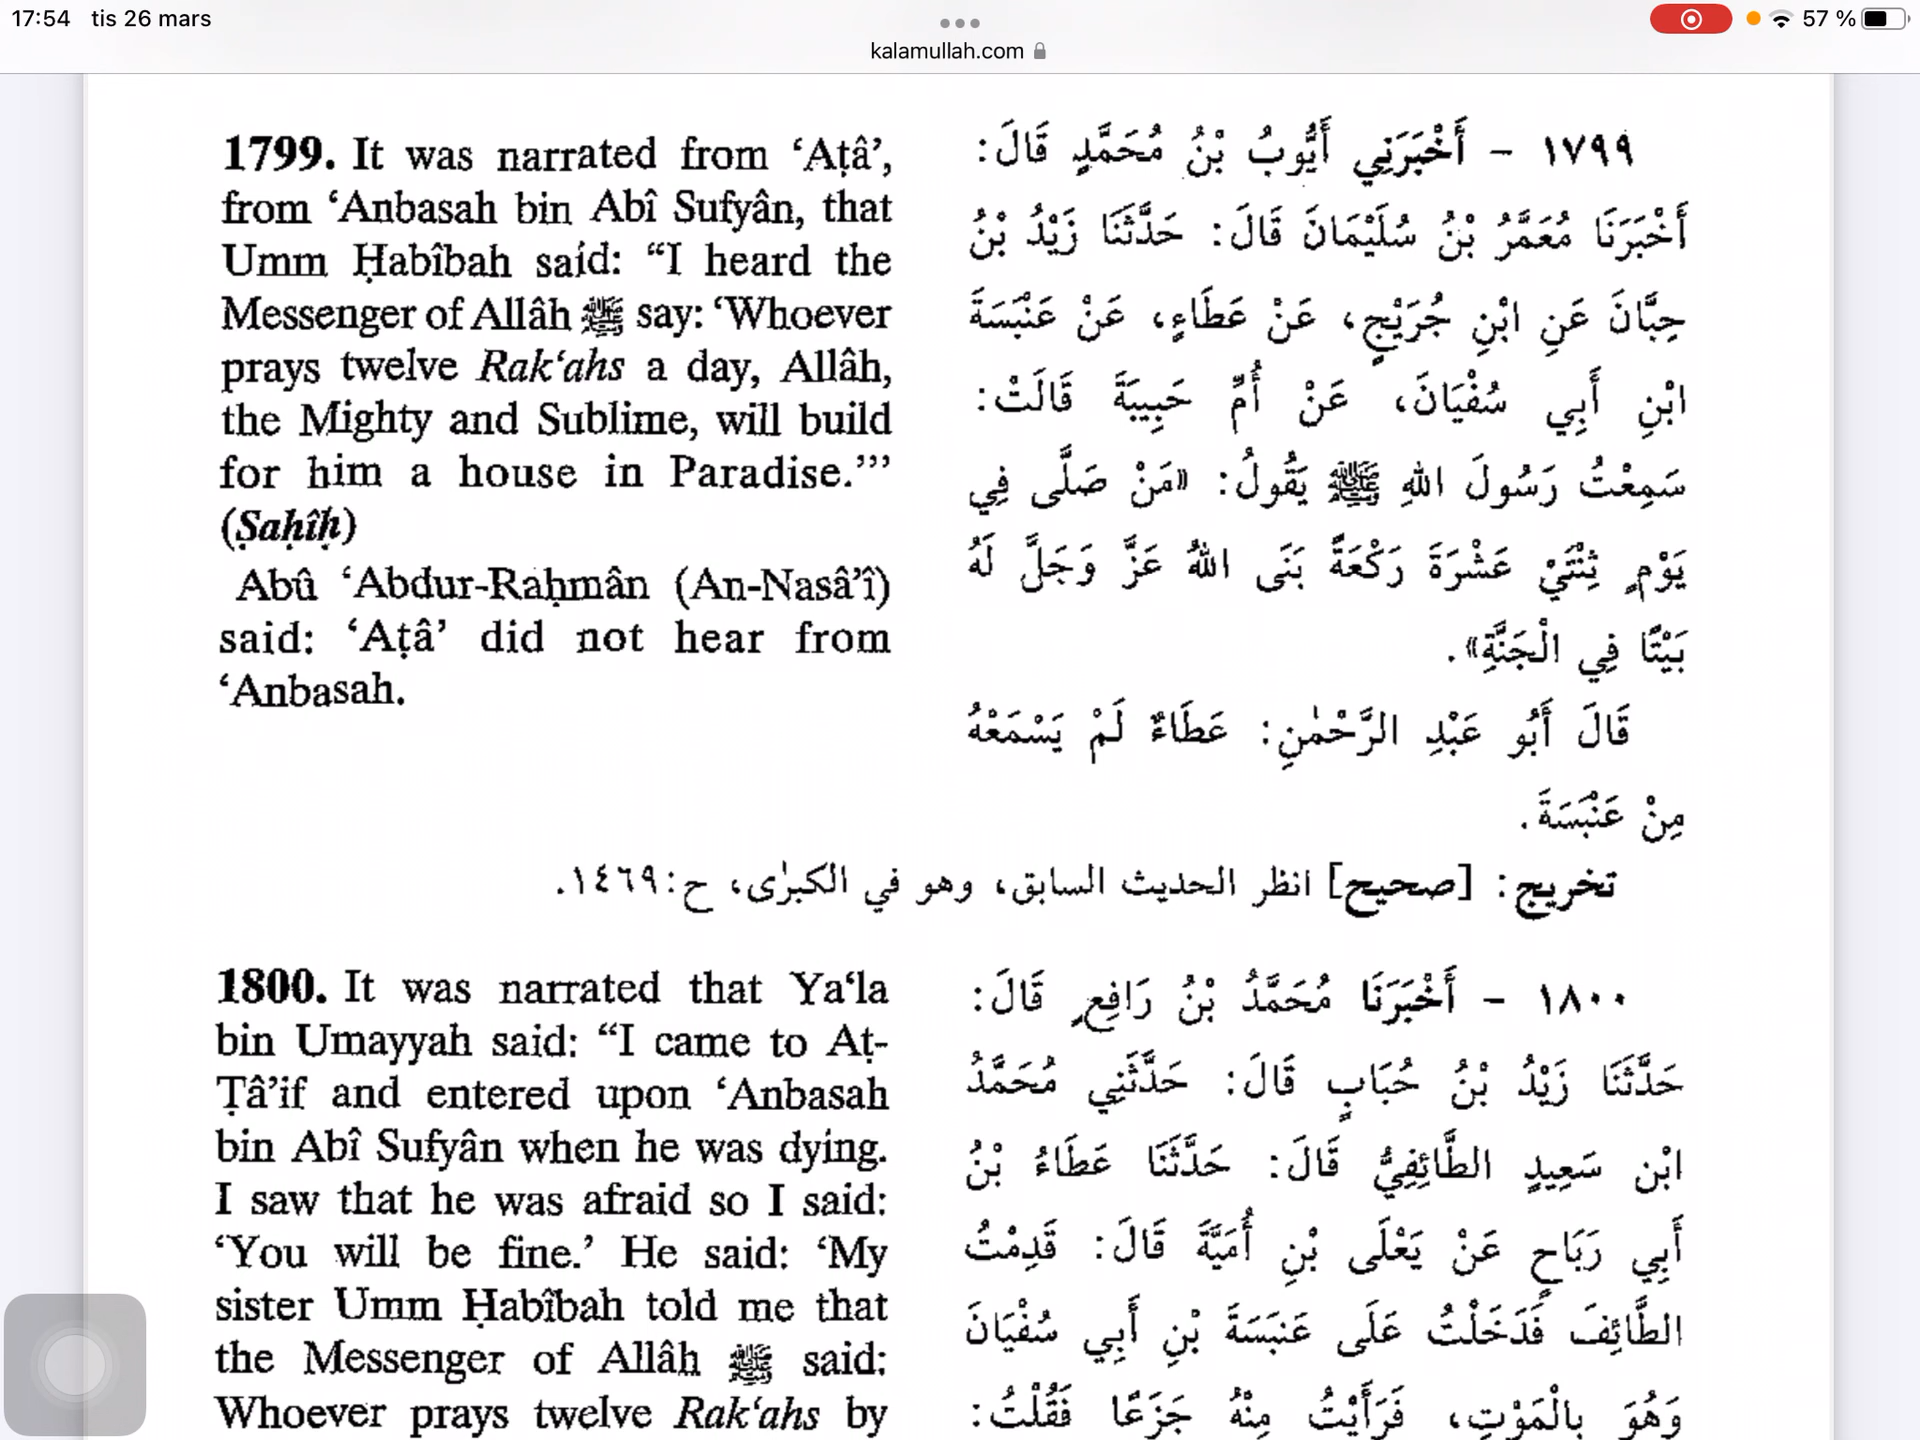 17:54 tis 26 mars
57 %
kalamullah.com
1799. It was narrated from ‘Aṭâ’,
from ‘Anbasah bin Abî Sufyân, that
Umm Ḥabîbah said: “I heard the
Messenger of Allâh ﷺ say: ‘Whoever
prays twelve Rak‘ahs a day, Allâh,
the Mighty and Sublime, will build
for him a house in Paradise.’”
(Ṣaḥîḥ)
Abû ‘Abdur-Raḥmân (An-Nasâ’î)
said: ‘Aṭâ’ did not hear from
‘Anbasah.
١٧٩٩ – أَخْبَرَنِي أَيُّوبُ بْنُ مُحَمَّدٍ قَالَ:
أَخْبَرَنَا مُعَمَّرُ بْنُ سُلَيْمَانَ قَالَ: حَدَّثَنَا زَيْدُ بْنُ
حِبَّانَ عَنِ ابْنِ جُرَيْجٍ، عَنْ عَطَاءٍ، عَنْ عَنْبَسَةَ
ابْنِ أَبِي سُفْيَانَ، عَنْ أُمِّ حَبِيبَةَ قَالَتْ:
سَمِعْتُ رَسُولَ اللهِ ﷺ يَقُولُ: «مَنْ صَلَّى فِي
يَوْمٍ ثِنْتَيْ عَشْرَةَ رَكْعَةً بَنَى اللهُ عَزَّ وَجَلَّ لَهُ
بَيْتًا فِي الْجَنَّةِ».
قَالَ أَبُو عَبْدِ الرَّحْمٰنِ: عَطَاءٌ لَمْ يَسْمَعْهُ
مِنْ عَنْبَسَةَ.
تخريج: [صحيح] انظر الحديث السابق، وهو في الكبرٰى، ح:١٤٦٩.
1800. It was narrated that Ya‘la
bin Umayyah said: “I came to Aṭ-
Ṭâ’if and entered upon ‘Anbasah
bin Abî Sufyân when he was dying.
I saw that he was afraid so I said:
‘You will be fine.’ He said: ‘My
sister Umm Ḥabîbah told me that
the Messenger of Allâh ﷺ said:
Whoever prays twelve Rak‘ahs by
١٨٠٠ – أَخْبَرَنَا مُحَمَّدُ بْنُ رَافِعٍ قَالَ:
حَدَّثَنَا زَيْدُ بْنُ حُبَابٍ قَالَ: حَدَّثَنِي مُحَمَّدُ
ابْن سَعِيدٍ الطَّائِفِيُّ قَالَ: حَدَّثَنَا عَطَاءُ بْنُ
أَبِي رَبَاحٍ عَنْ يَعْلَى بْنِ أُمَيَّةَ قَالَ: قَدِمْتُ
الطَّائِفَ فَدَخَلْتُ عَلَى عَنبَسَةَ بْنِ أَبِي سُفْيَانَ
وَهُوَ بِالْمَوْتِ، فَرَأَيْتُ مِنْهُ جَزَعًا فَقُلْتُ: